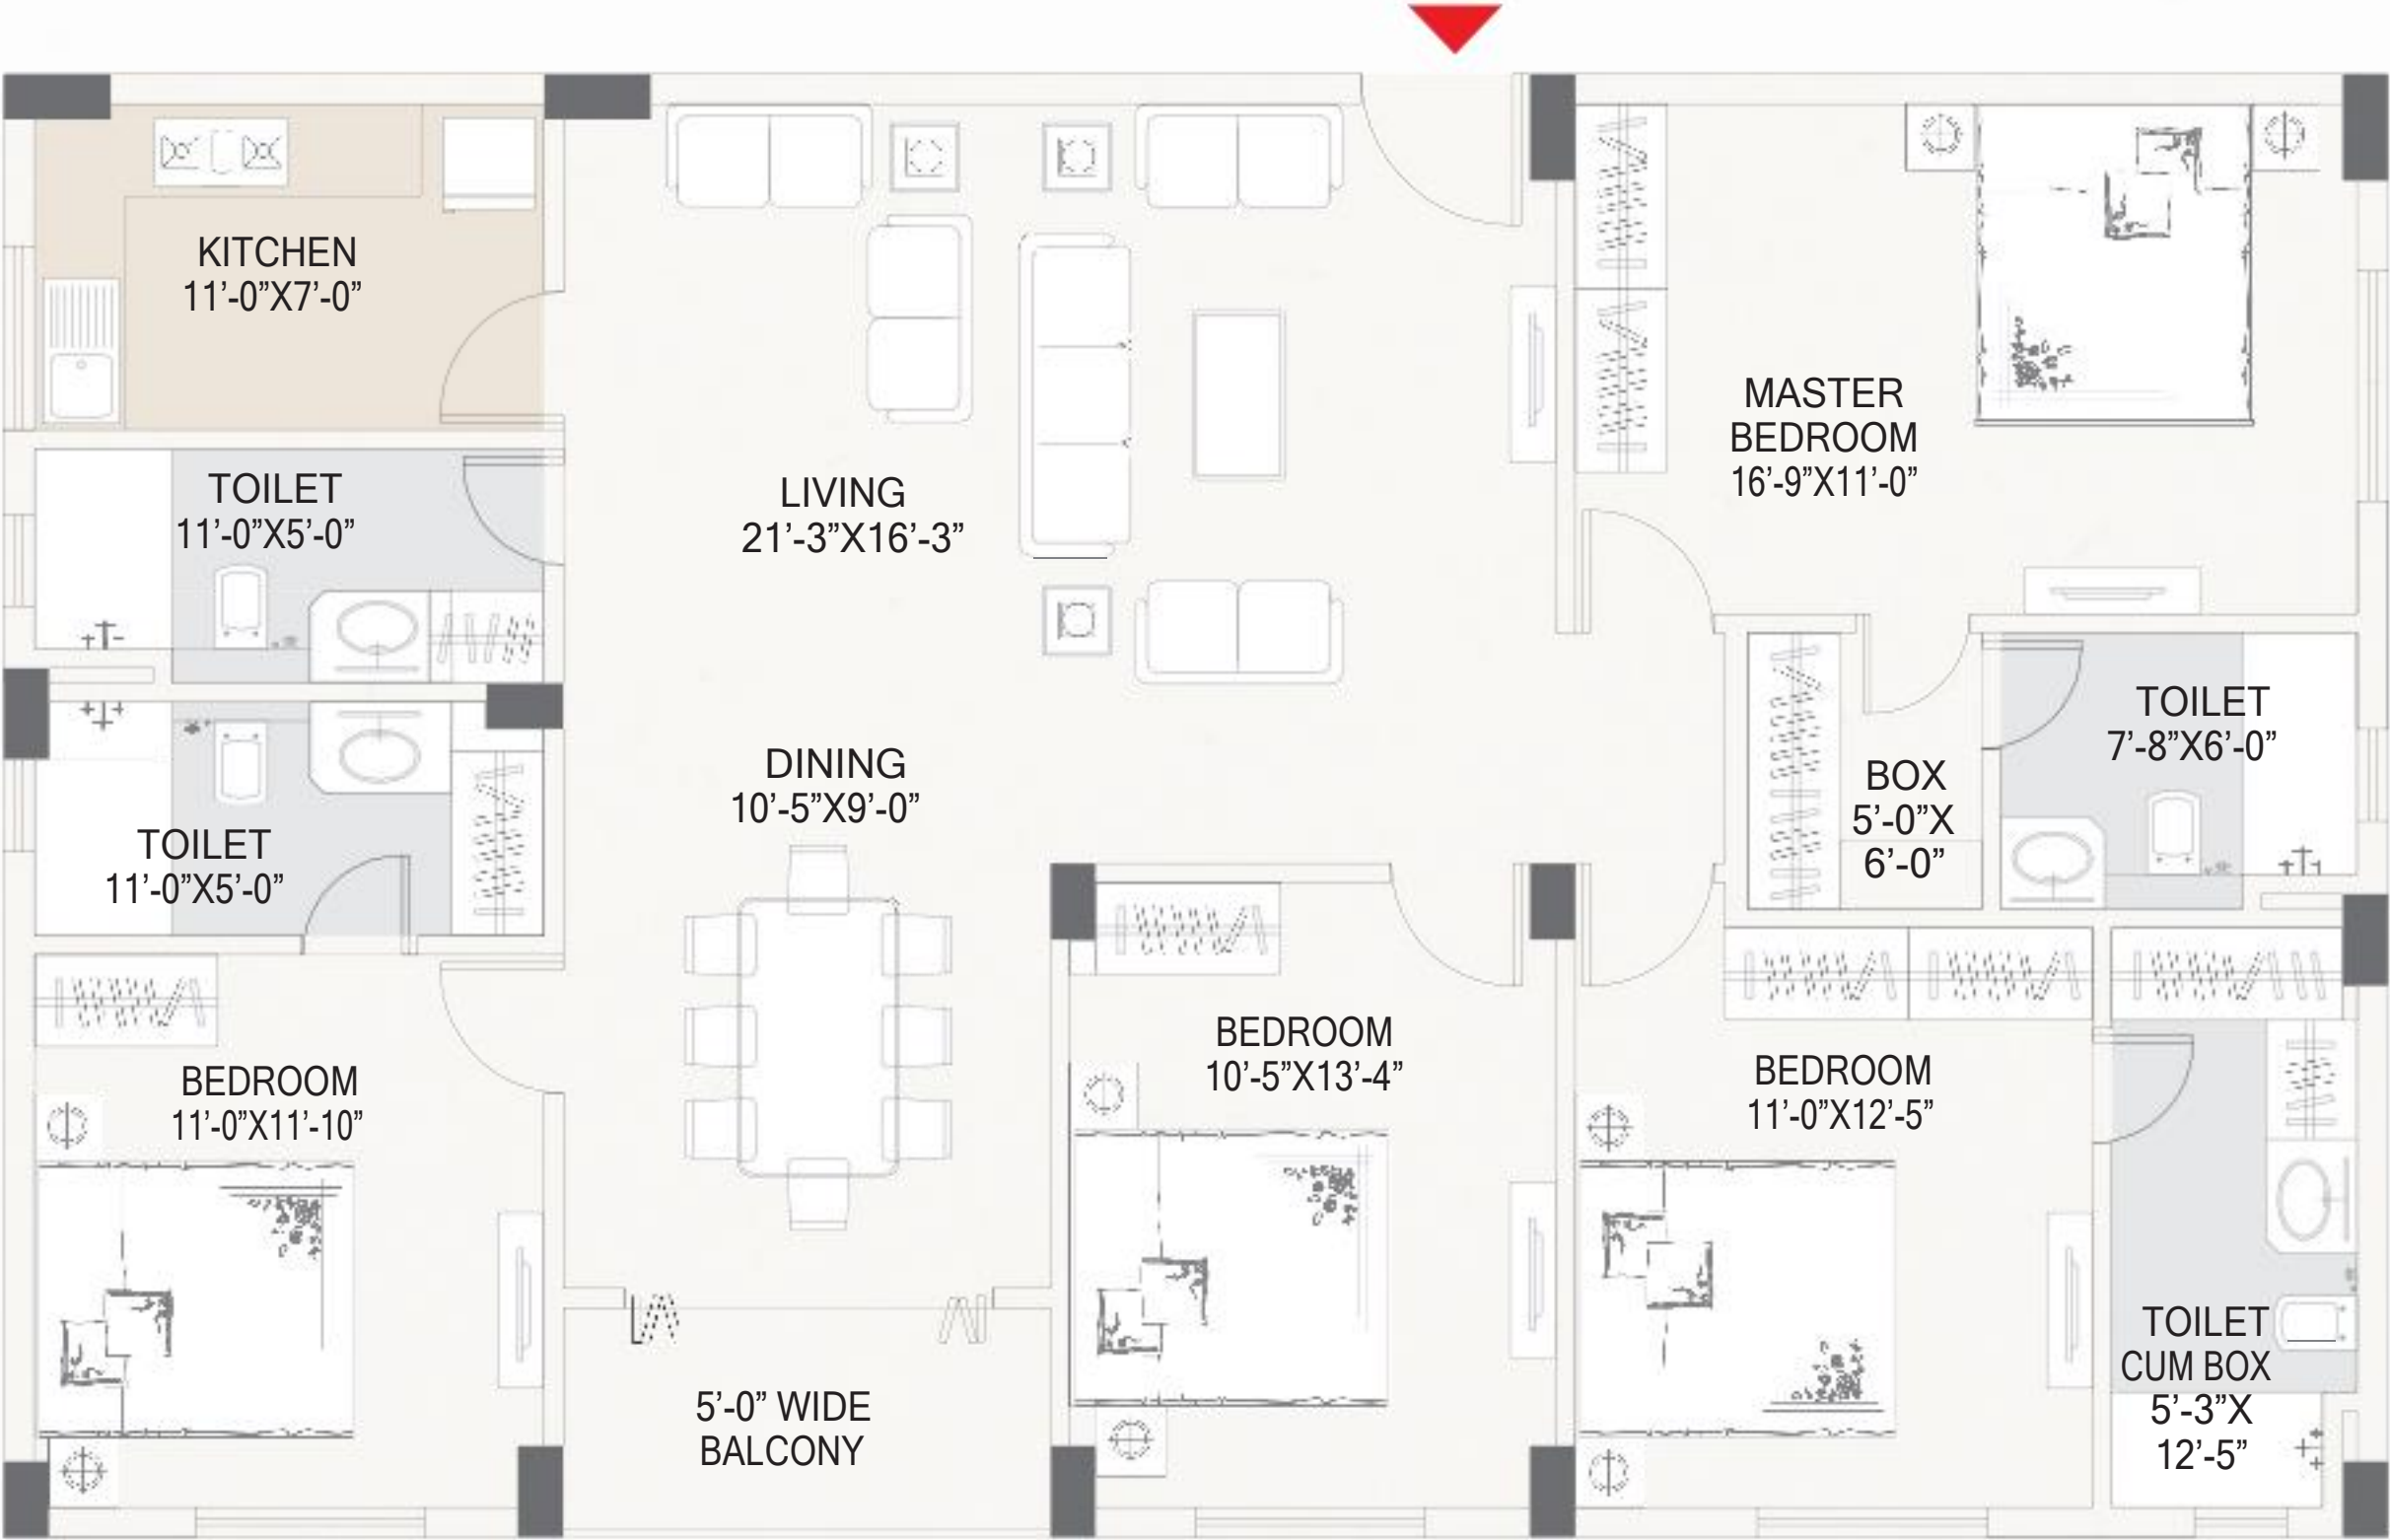 KITCHEN
11'-0”X7'-0”
TOILET
11'-0”X5'-0”
TOILET
11'-0”X5'-0”
BEDROOM
11'-0”X11'-10”
LIVING
21'-3”X16'-3”
DINING
10'-5”X9'-0”
5'-0” WIDE
BALCONY
BEDROOM
10'-5”X13'-4”
MASTER
BEDROOM
16'-9”X11'-0”
BOX
5'-0”X
6'-0”
TOILET
7'-8”X6'-0”
BEDROOM
11'-0”X12'-5”
TOILET
CUM BOX
5'-3”X
12'-5”